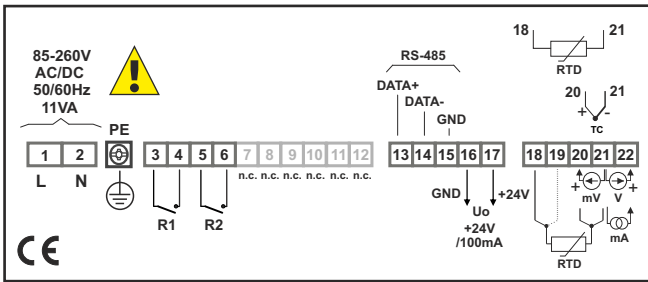 85-260V
AC/DC
50/60Hz
11VA
PE
1 2
L N
3 4 5 6 7 8 9 10 11 12
n.c. n.c. n.c. n.c. n.c. n.c.
R1 R2
RS-485
DATA+
DATA-
GND
13 14 15 16 17
GND
+24V
Uo
+24V
/100mA
18 21
RTD
20 21
+ -
TC
18 19 20 21 22
+ +
mV V
mA
RTD
CE